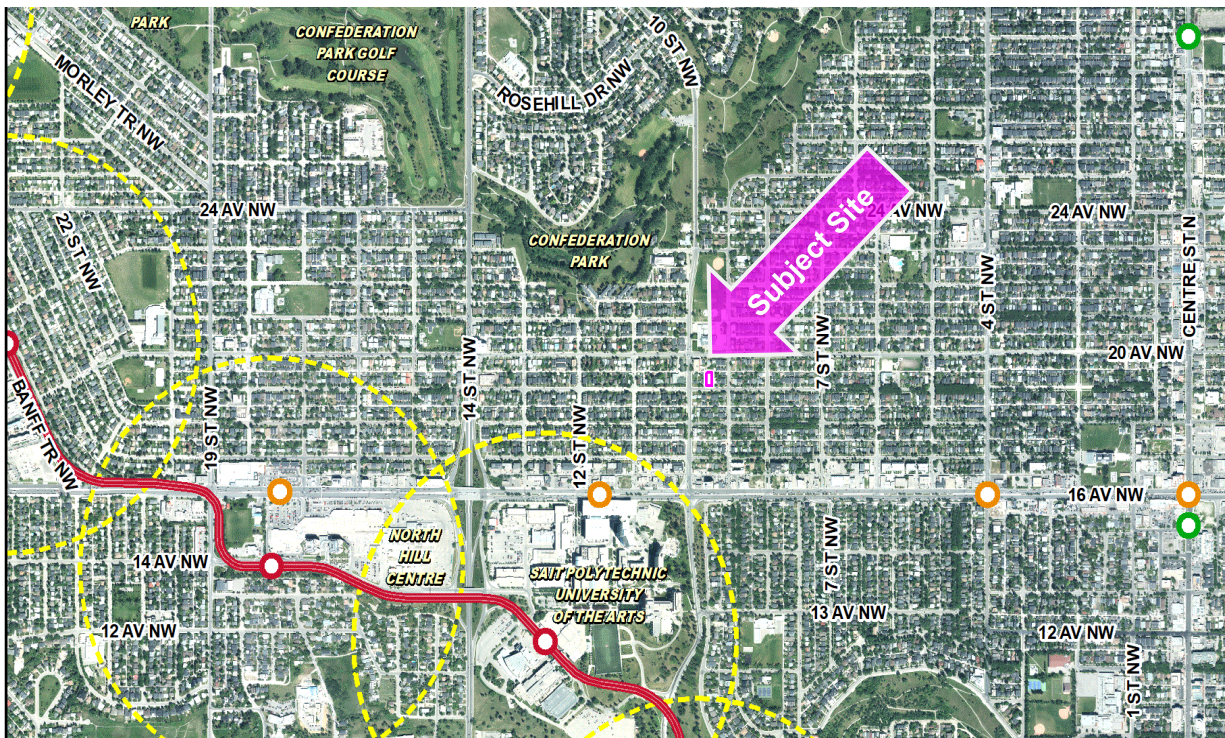 PARK
CONFEDERATION
PARK GOLF
COURSE
10 ST NW
MORLEY TR NW
ROSEHILL DR NW
24 AV NW
24 AV NW
24 AV NW
22 ST NW
CONFEDERATION
PARK
Subject Site
4 ST NW
CENTRE ST N
20 AV NW
7 ST NW
14 ST NW
BANFF TR NW
19 ST NW
12 ST NW
16 AV NW
NORTH
HILL
CENTRE
14 AV NW
SAIT POLYTECHNIC
UNIVERSITY
OF THE ARTS
7 ST NW
13 AV NW
12 AV NW
12 AV NW
1 ST NW